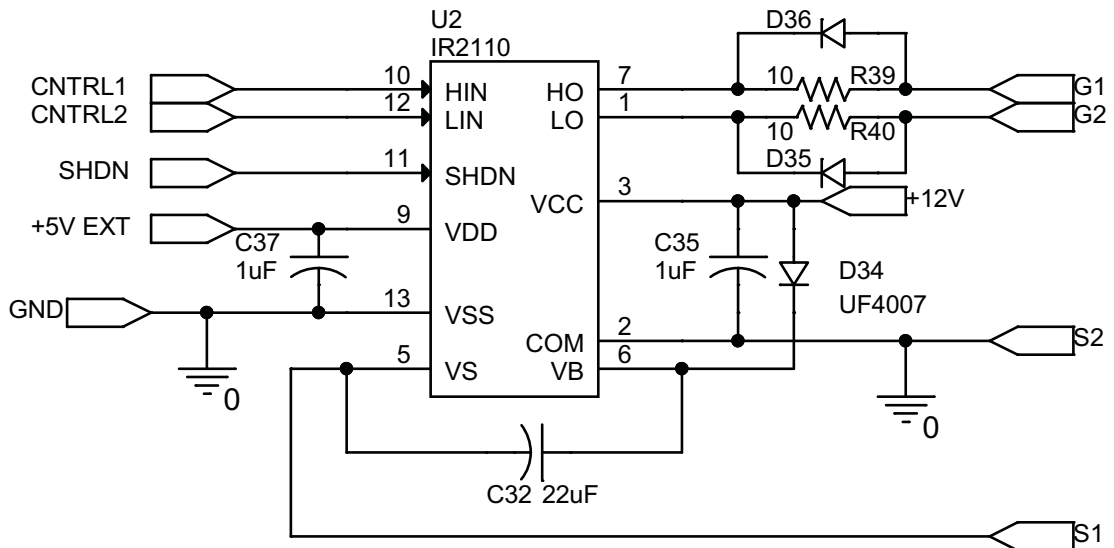 U2
IR2110
D36
CNTRL1
10
HIN
HO
7
10
R39
G1
CNTRL2
12
LIN
LO
1
10
R40
G2
D35
SHDN
11
SHDN
VCC
3
+12V
+5V EXT
9
VDD
C37
1uF
C35
1uF
D34
UF4007
GND
13
VSS
COM
2
S2
5
VS
VB
6
0
0
C32 22uF
S1